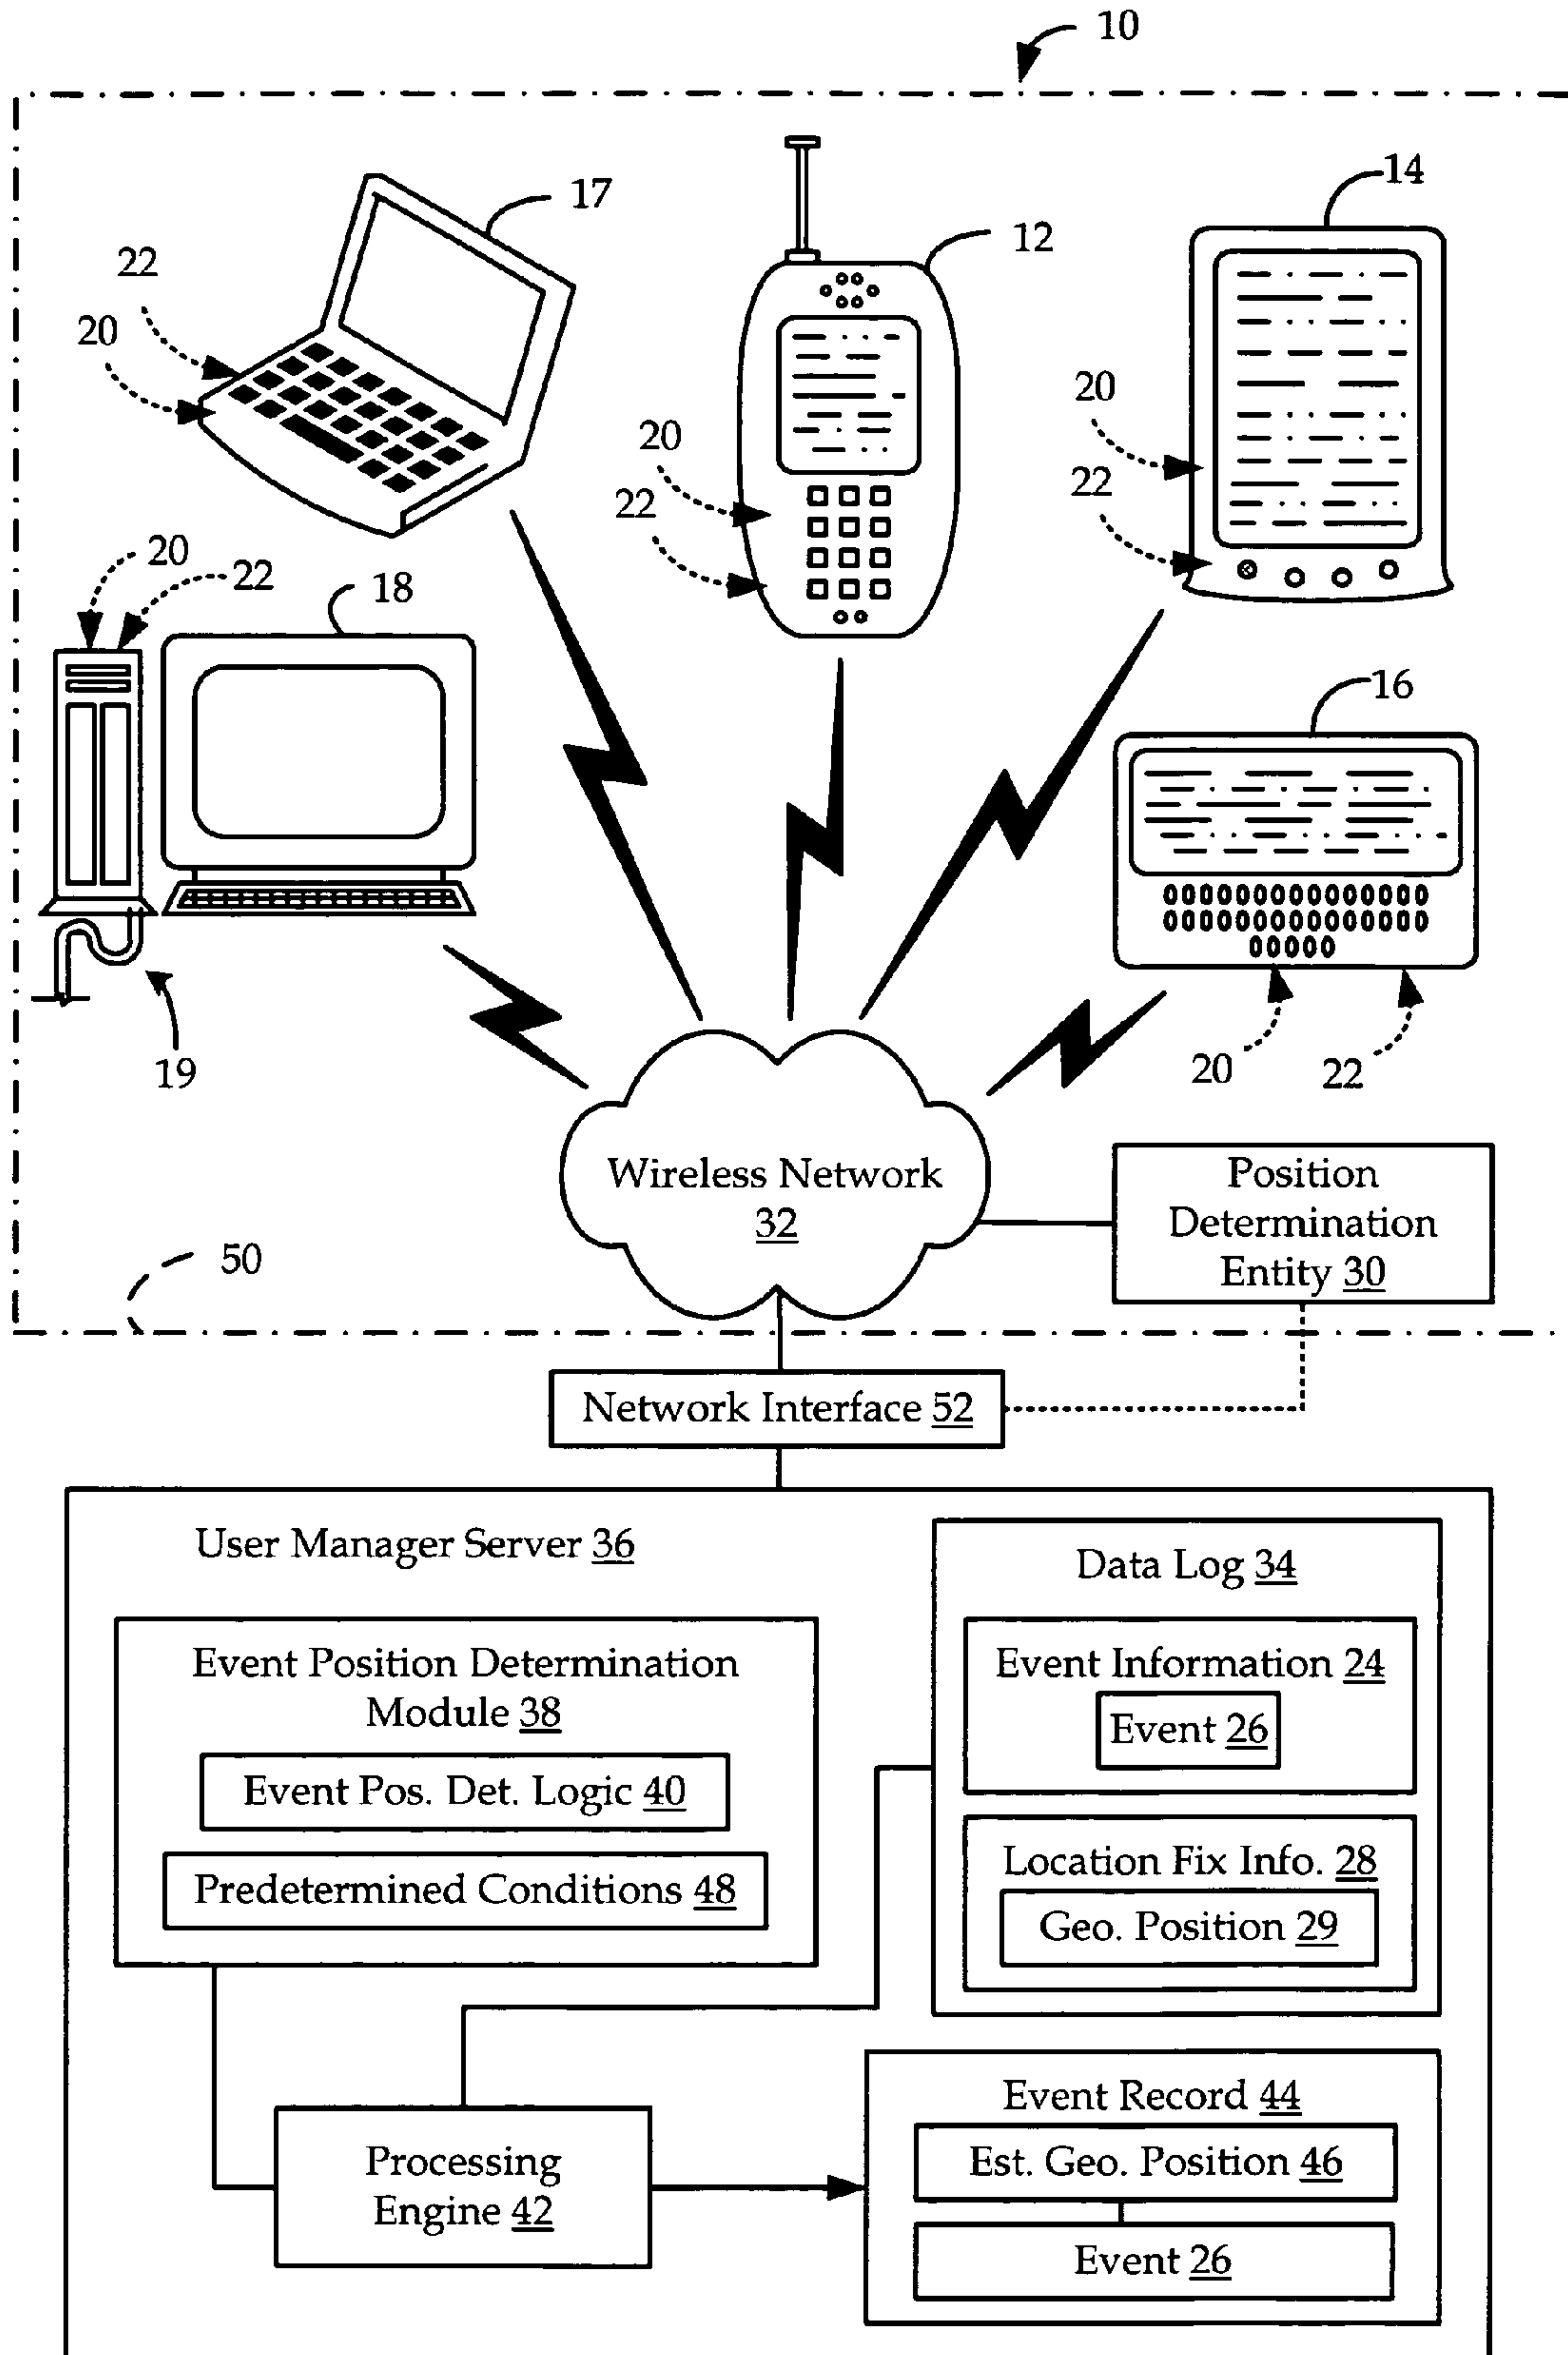 10
17
14
12
22
20
20
22
20
22
20
22
18
16
19
20
22
Wireless Network
32
Position
Determination
Entity 30
50
Network Interface 52
User Manager Server 36
Data Log 34
Event Position Determination
Module 38
Event Information 24
Event 26
Event Pos. Det. Logic 40
Predetermined Conditions 48
Location Fix Info. 28
Geo. Position 29
Processing
Engine 42
Event Record 44
Est. Geo. Position 46
Event 26